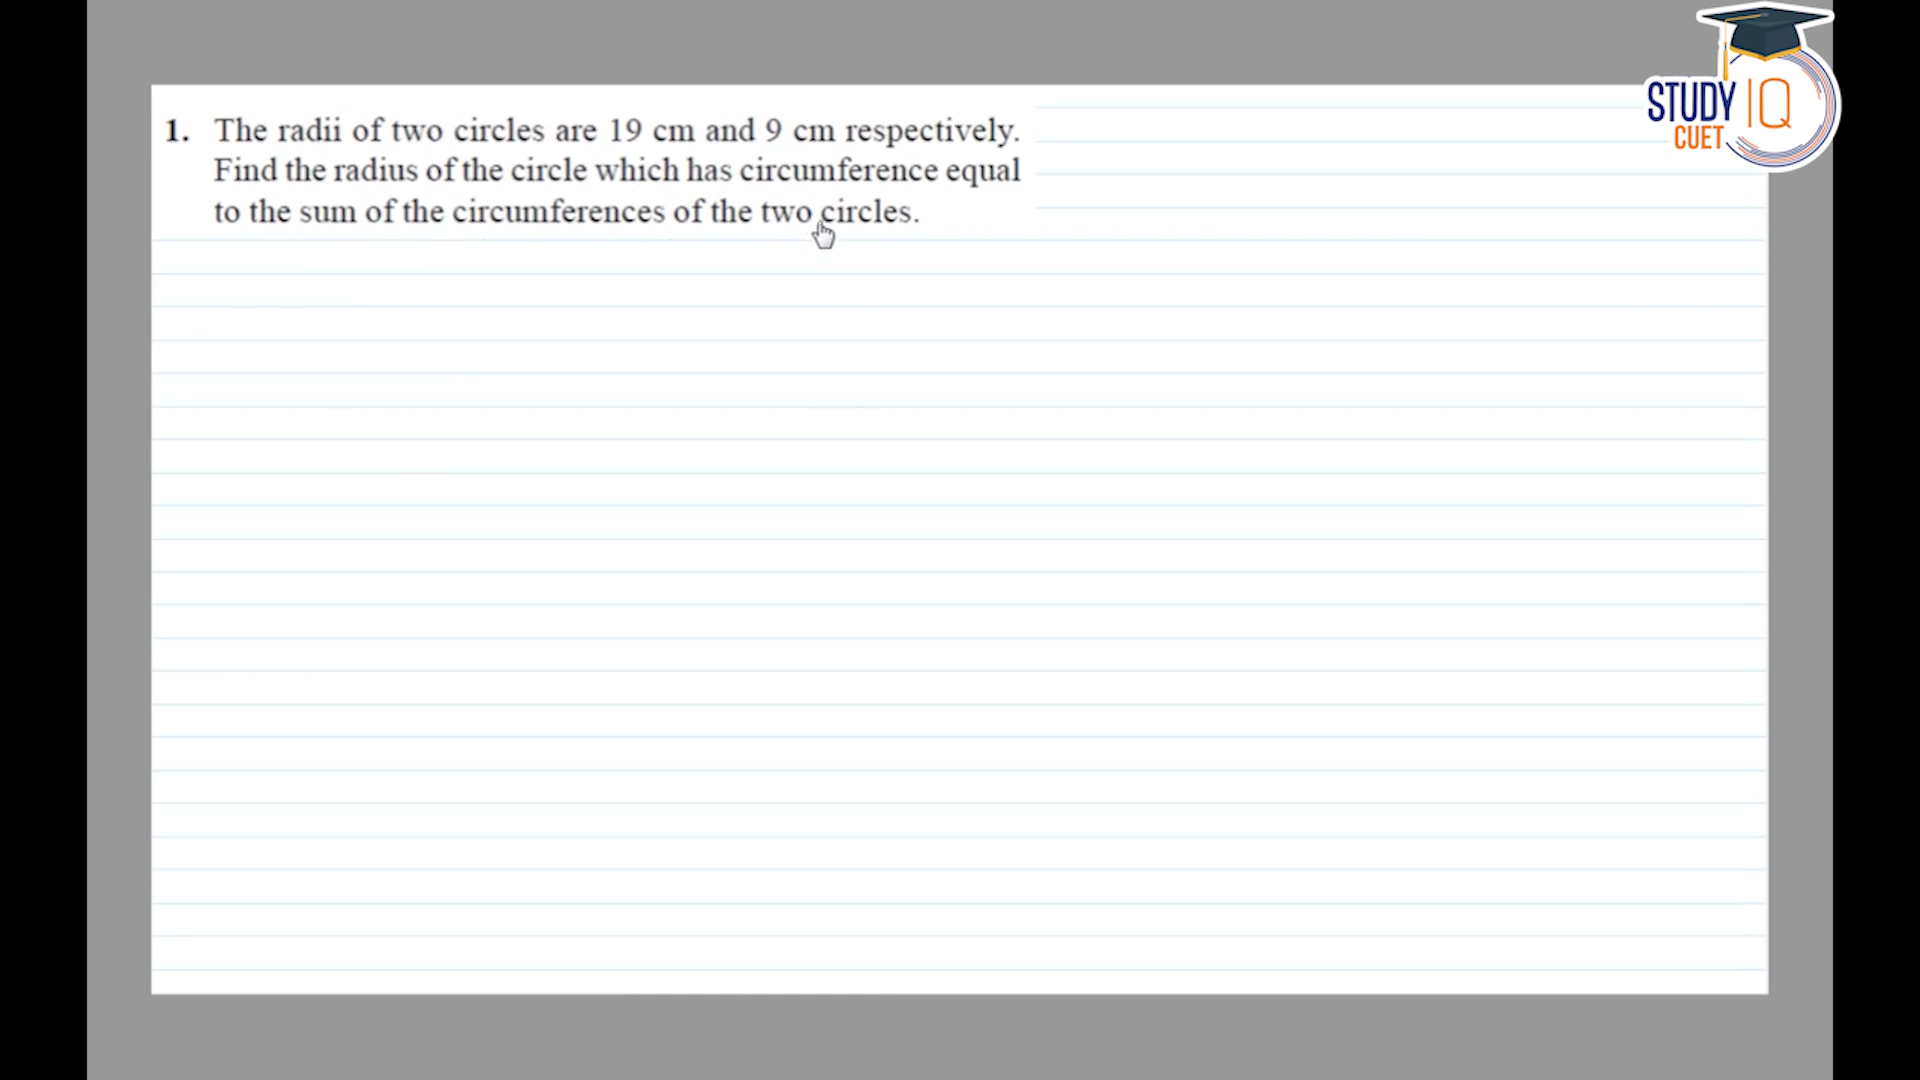 1. The radii of two circles are 19 cm and 9 cm respectively.
Find the radius of the circle which has circumference equal
to the sum of the circumferences of the two circles.
STUDY IQ
CUET